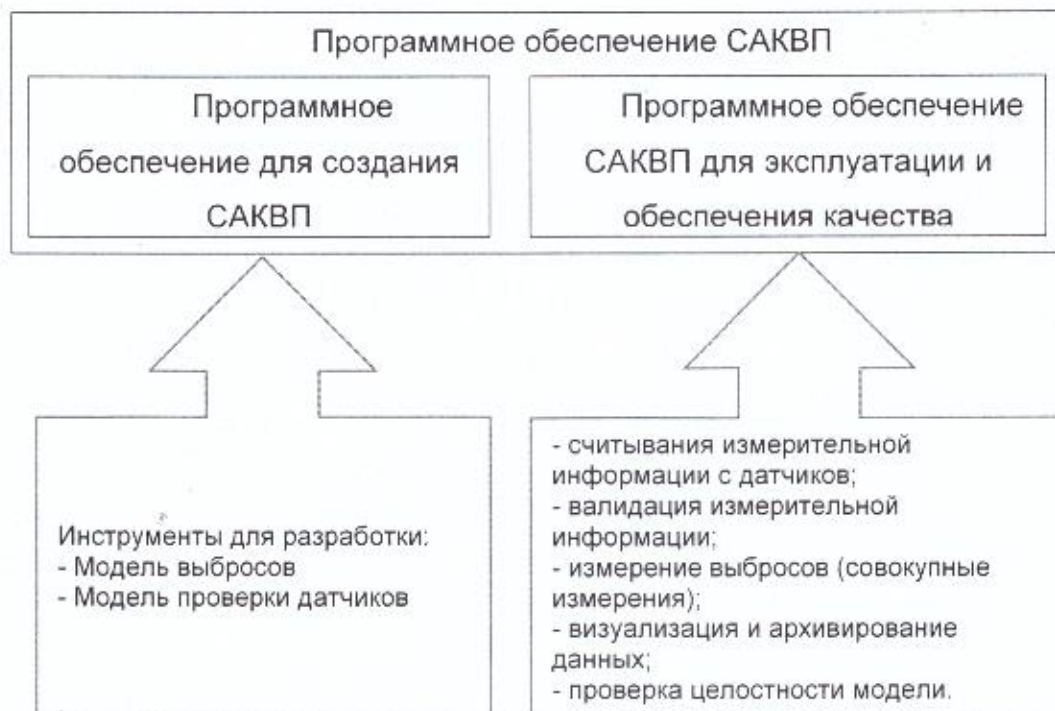 Программное обеспечение САКВП
Программное
обеспечение для создания
САКВП
Программное обеспечение
САКВП для эксплуатации и
обеспечения качества
Инструменты для разработки:
- Модель выбросов
- Модель проверки датчиков
- считывания измерительной
информации с датчиков;
- валидация измерительной
информации;
- измерение выбросов (совокупные
измерения);
- визуализация и архивирование
данных;
- проверка целостности модели.